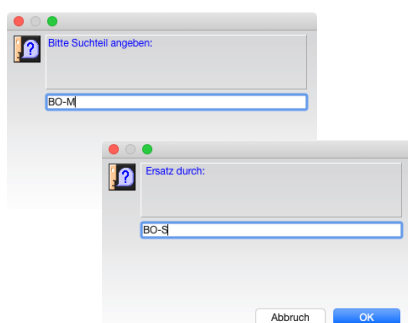 Bitte Suchteil angeben:
BO-M
Ersatz durch:
BO-S
Abbruch
OK